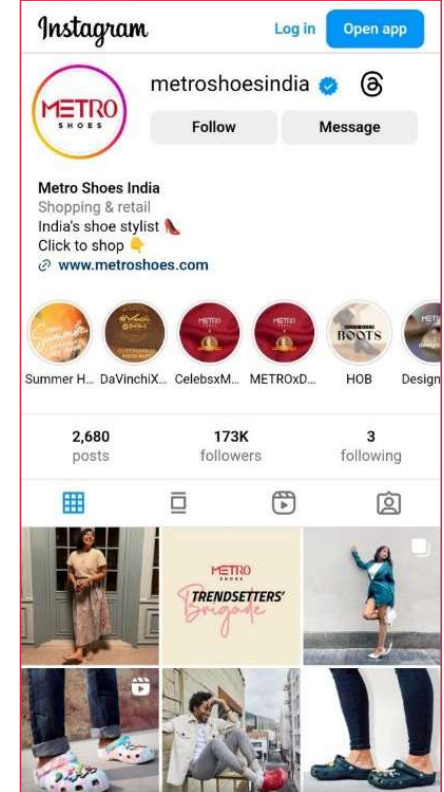 Instagram
Log in
Open app
METRO
SHOES
metroshoesindia
Follow
Message
Metro Shoes India
Shopping & retail
India's shoe stylist 👠
Click to shop 👇
www.metroshoes.com
Summer H...
DaVinchiX...
CelebsxM...
METROxD...
BOOTS
HOB
Design
2,680
posts
173K
followers
3
following
METRO
SHOES
TRENDSETTERS'
Brigade